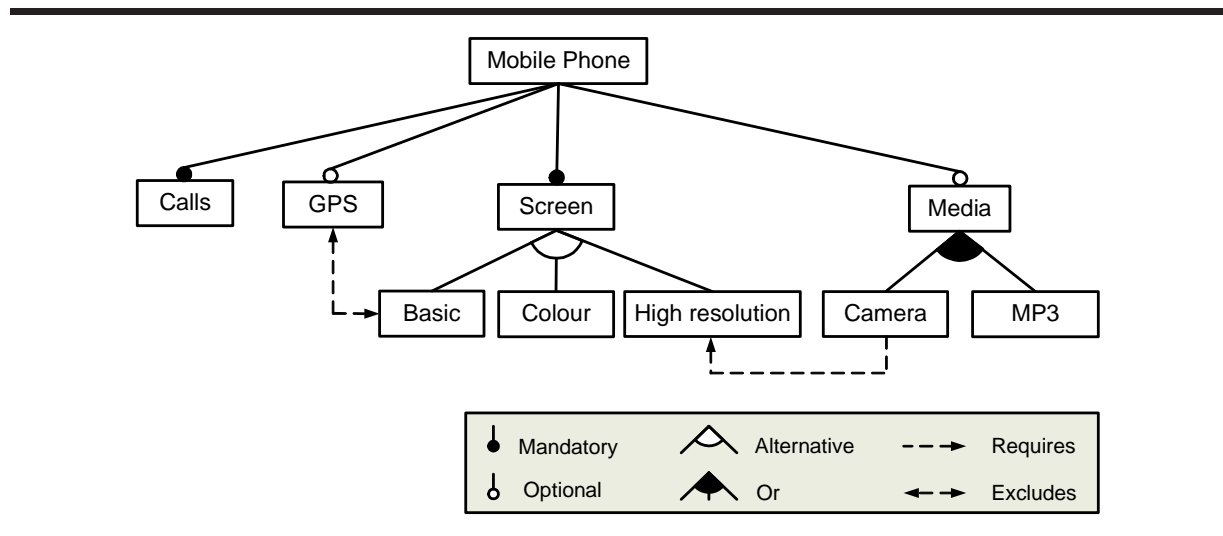 Mobile Phone
Calls
GPS
Screen
Media
Basic
Colour
High resolution
Camera
MP3
Mandatory
Alternative
Requires
Optional
Or
Excludes